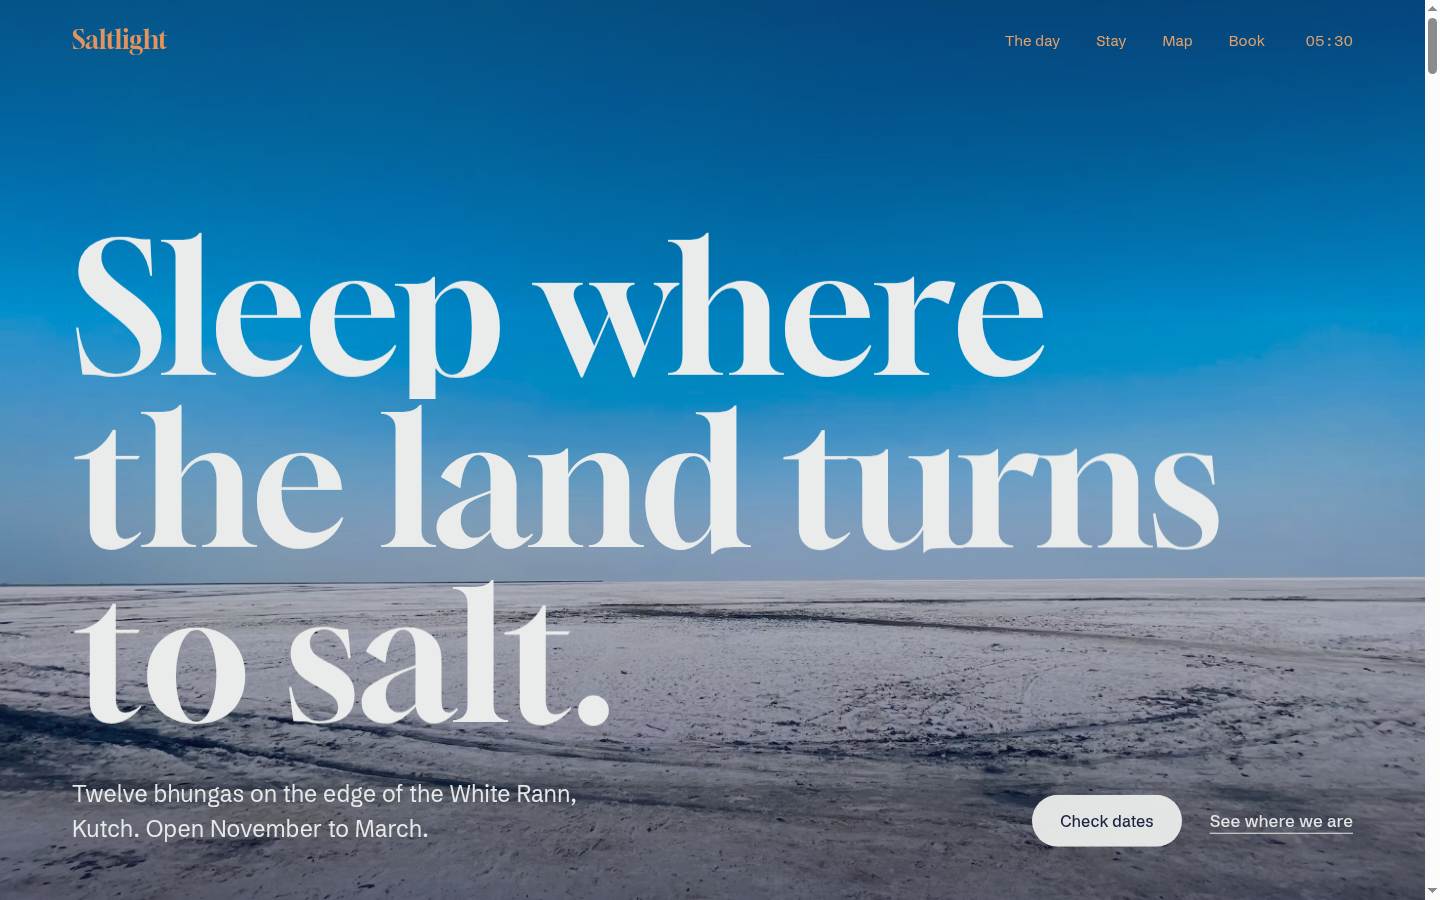 Saltlight
The day Stay Map Book 05:30
Sleep where
the land turns
to salt.
Twelve bhungas on the edge of the White Rann,
Kutch. Open November to March.
Check dates See where we are